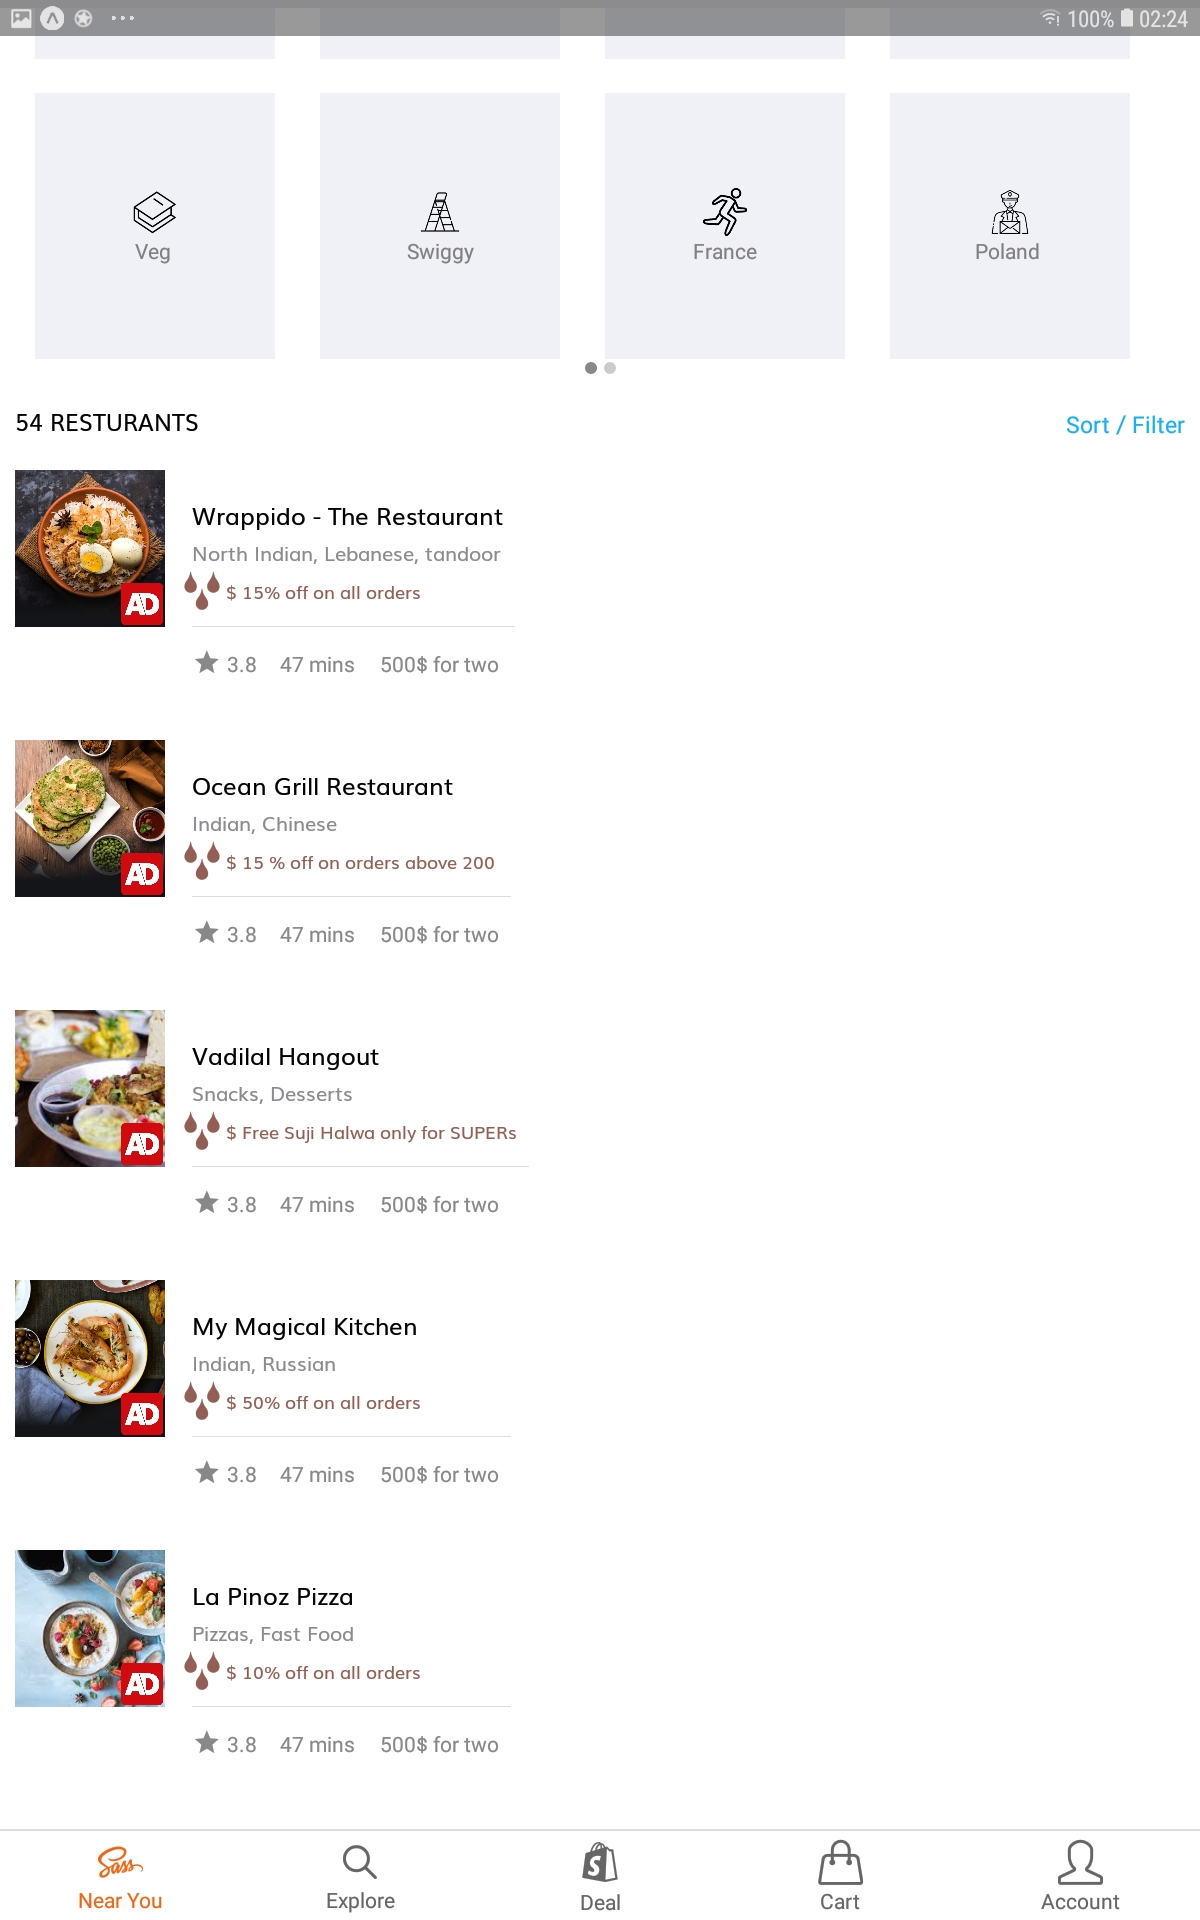 100% 02:24
Veg
Swiggy
France
Poland
54 RESTURANTS
Sort / Filter
Wrappido - The Restaurant
North Indian, Lebanese, tandoor
$ 15% off on all orders
AD
3.8 47 mins 500$ for two
Ocean Grill Restaurant
Indian, Chinese
$ 15 % off on orders above 200
AD
3.8 47 mins 500$ for two
Vadilal Hangout
Snacks, Desserts
$ Free Suji Halwa only for SUPERs
AD
3.8 47 mins 500$ for two
My Magical Kitchen
Indian, Russian
$ 50% off on all orders
AD
3.8 47 mins 500$ for two
La Pinoz Pizza
Pizzas, Fast Food
$ 10% off on all orders
AD
3.8 47 mins 500$ for two
Sass
S
Near You
Explore
Deal
Cart
Account